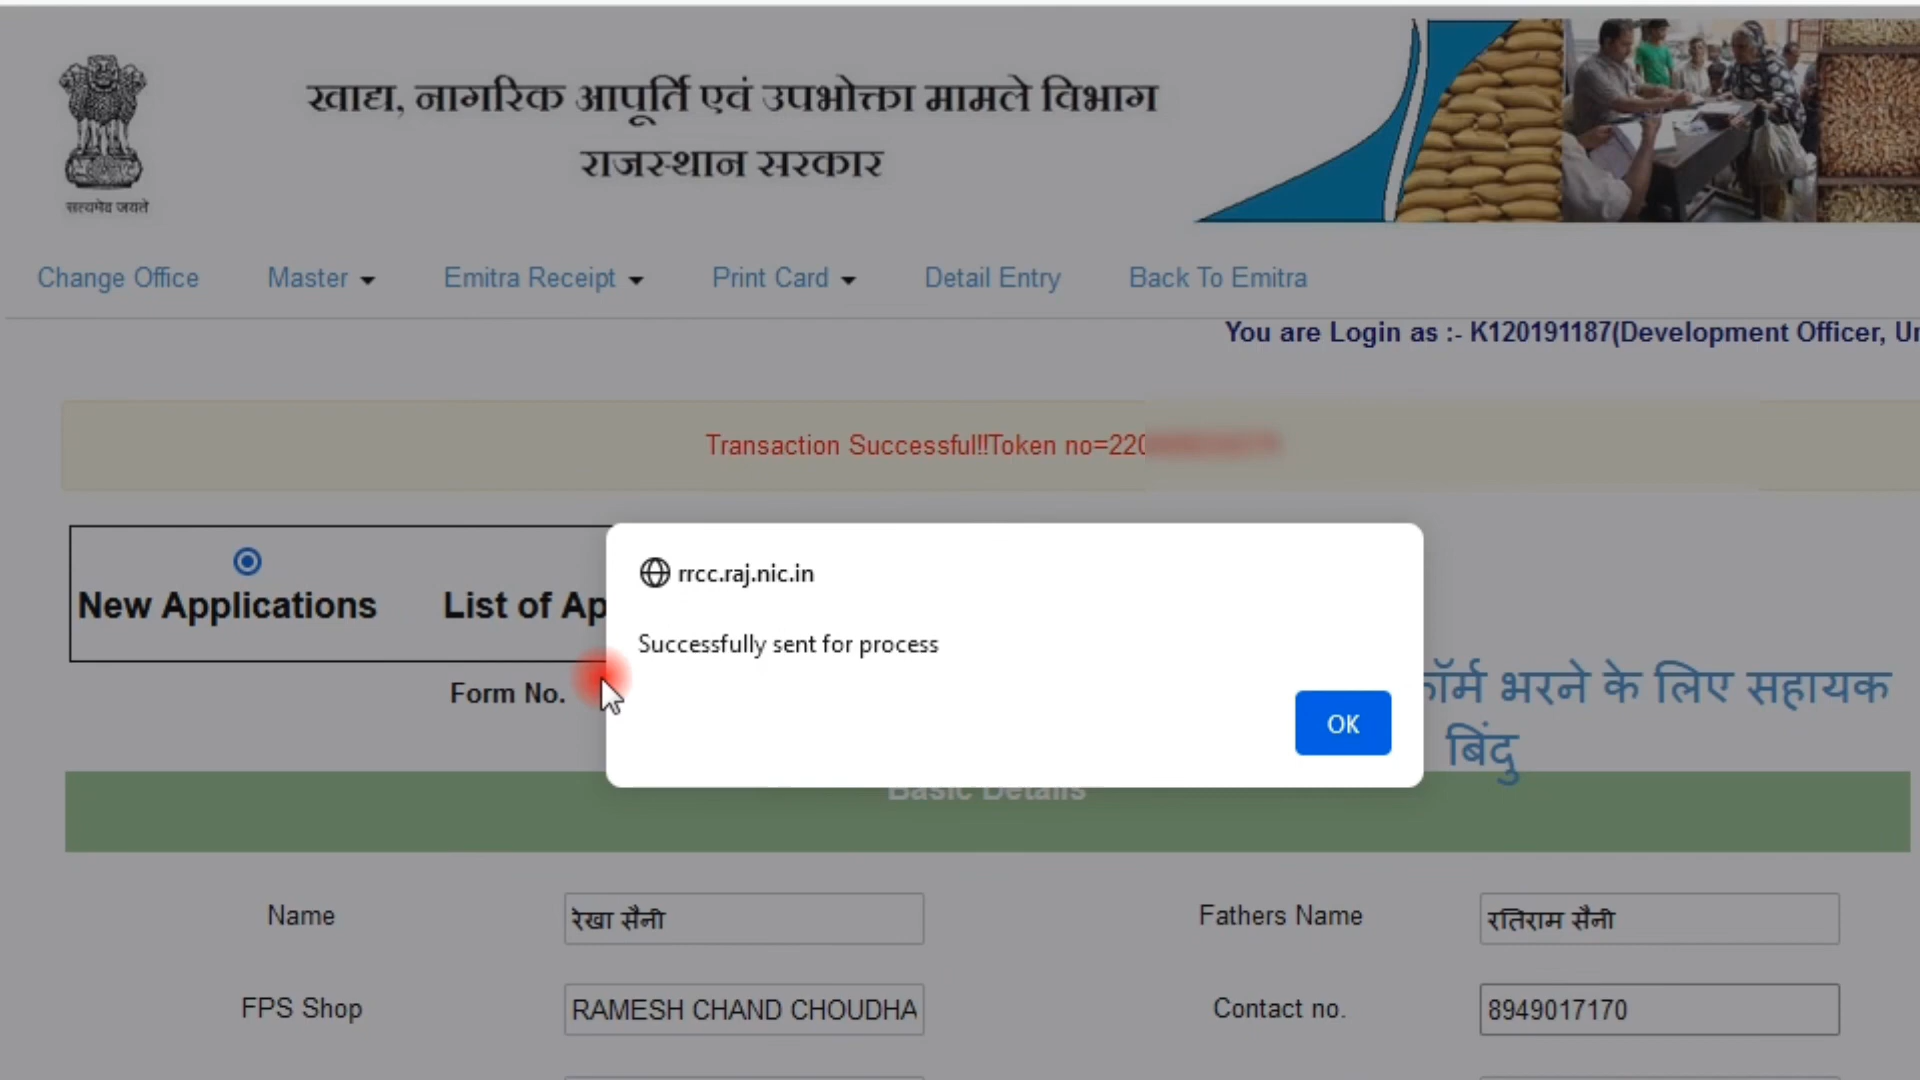 खाद्य, नागरिक आपूर्ति एवं उपभोक्ता मामले विभाग
राजस्थान सरकार
सत्यमेव जयते
Change Office Master Emitra Receipt Print Card Detail Entry Back To Emitra
You are Login as :- K120191187(Development Officer,
Transaction Successful!!Token no=220
New Applications List of
Form No.
rrcc.raj.nic.in
Successfully sent for process
OK
भरने के लिए सहायक
बिंदु
Basic Details
Name रेखा सैनी Fathers Name रतिराम सैनी
FPS Shop RAMESH CHAND CHOUDHA Contact no. 8949017170